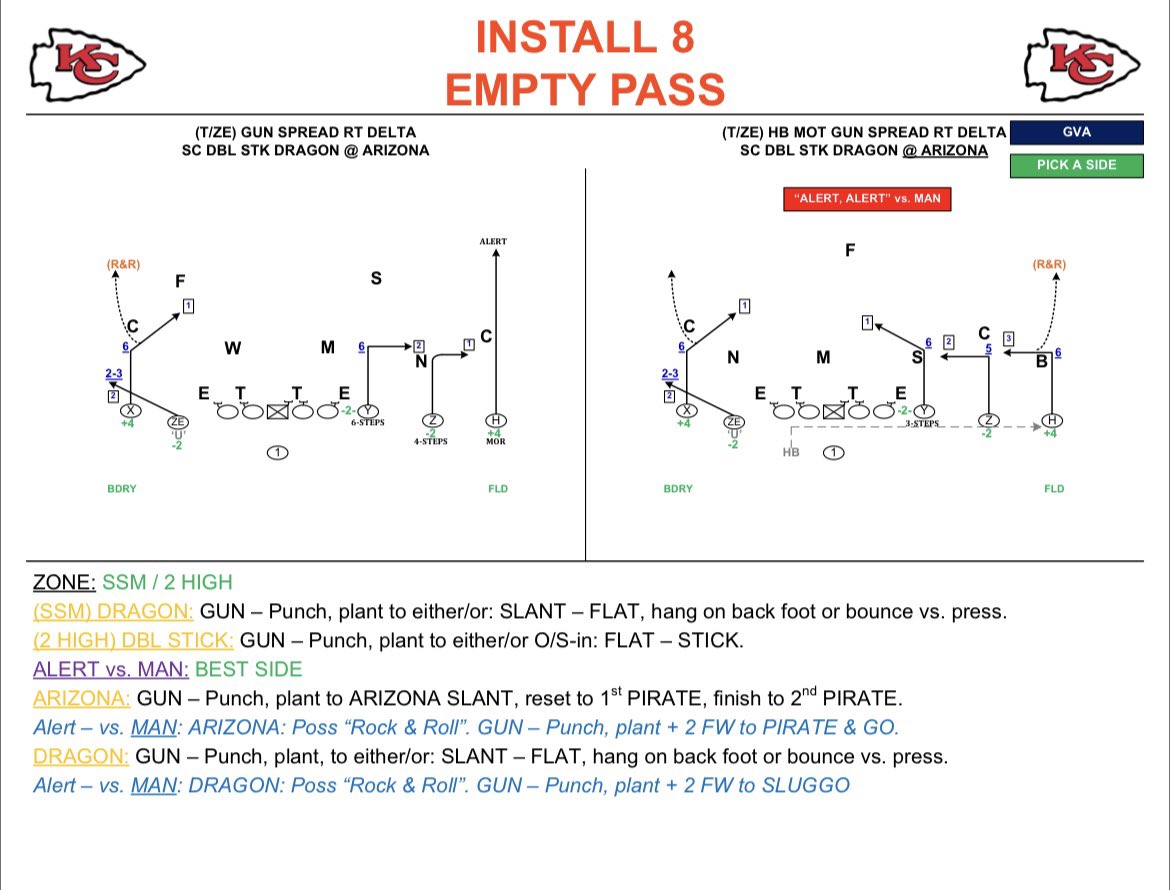 KC
INSTALL 8
KC
EMPTY PASS
(T/ZE) GUN SPREAD RT DELTA
SC DBL STK DRAGON @ ARIZONA
(T/ZE) HB MOT GUN SPREAD RT DELTA
SC DBL STK DRAGON @ ARIZONA
GVA
PICK A SIDE
"ALERT, ALERT" vs. MAN
ALERT
(R&R)
F
S
1
C
6
W
M
6
2
N
1
C
2-3
2
E
T
T
E
X
ZE
-2-
Y
Z
H
+4
'U'
-2
6-STEPS
-2
4-STEPS
+4
MOR
1
BDRY
FLD
F
(R&R)
1
C
6
N
M
1
S
6
2
C
5
3
B
6
2-3
2
E
T
T
E
X
ZE
-2-
Y
Z
H
+4
'U'
-2
3-STEPS
-2
+4
HB
1
BDRY
FLD
ZONE: SSM / 2 HIGH
(SSM) DRAGON: GUN – Punch, plant to either/or: SLANT – FLAT, hang on back foot or bounce vs. press.
(2 HIGH) DBL STICK: GUN – Punch, plant to either/or O/S-in: FLAT – STICK.
ALERT vs. MAN: BEST SIDE
ARIZONA: GUN – Punch, plant to ARIZONA SLANT, reset to 1st PIRATE, finish to 2nd PIRATE.
Alert – vs. MAN: ARIZONA: Poss "Rock & Roll". GUN – Punch, plant + 2 FW to PIRATE & GO.
DRAGON: GUN – Punch, plant, to either/or: SLANT – FLAT, hang on back foot or bounce vs. press.
Alert – vs. MAN: DRAGON: Poss "Rock & Roll". GUN – Punch, plant + 2 FW to SLUGGO